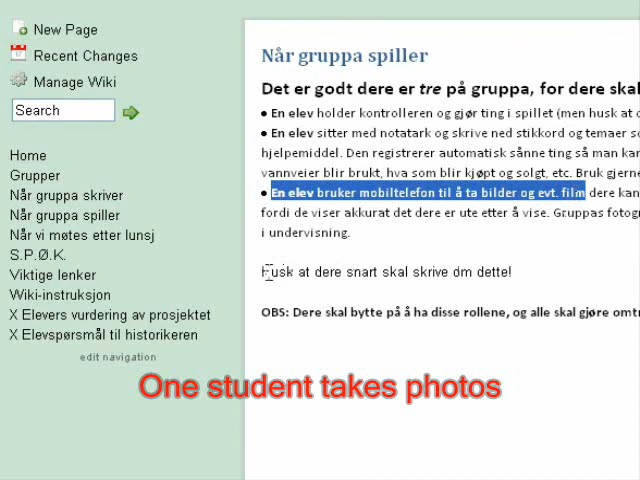 New Page
Recent Changes
Manage Wiki
Search
Home
Grupper
Når gruppa skriver
Når gruppa spiller
Når vi møtes etter lunsj
S.P.Ø.K.
Viktige lenker
Wiki-instruksjon
X Elevers vurdering av prosjektet
X Elevspørsmål til historikeren
edit navigation
Når gruppa spiller
Det er godt dere er tre på gruppa, for dere skal
• En elev holder kontrolleren og gjør ting i spillet (men husk at d
• En elev sitter med notatark og skrive ned stikkord og temaer s
hjelpemiddel. Den registrerer automatisk sånne ting så man kar
vannveier blir brukt, hva som blir kjøpt og solgt, etc. Bruk gjerne
• En elev bruker mobiltelefon til å ta bilder og evt. film dere kan
fordi de viser akkurat det dere er ute etter å vise. Gruppas fotogr
i undervisning.
Husk at dere snart skal skrive om dette!
OBS: Dere skal bytte på å ha disse rollene, og alle skal gjøre omtr
One student takes photos